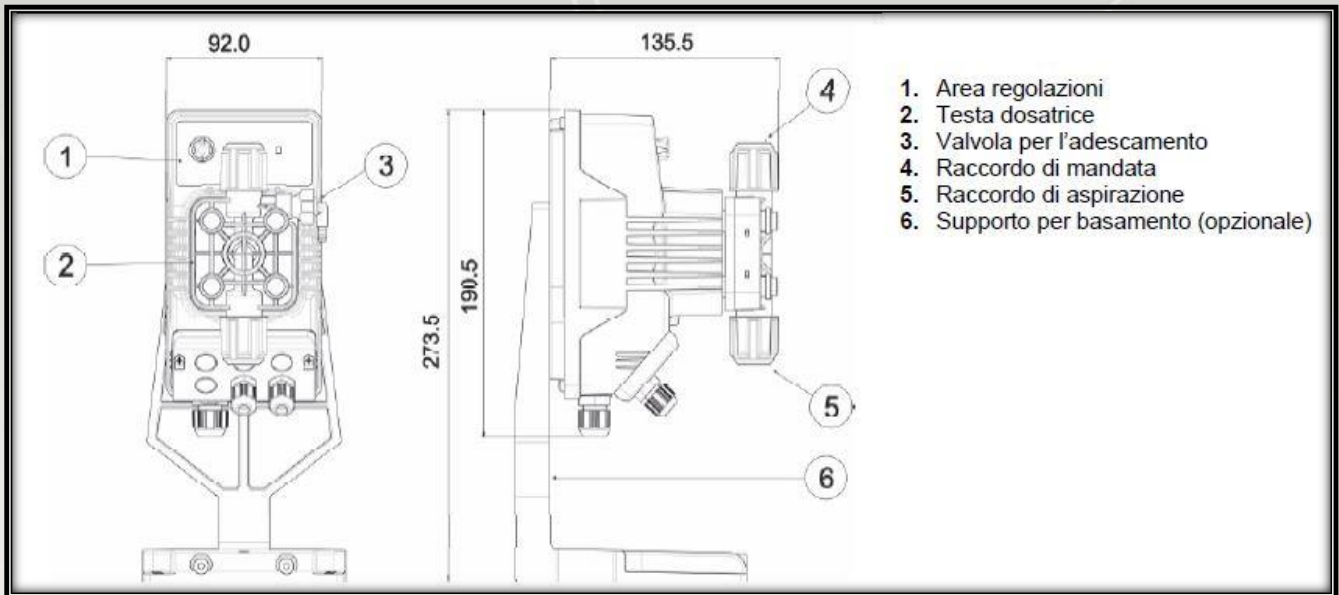 92.0
135.5
1
2
3
4
5
6
190.5
273.5
1. Area regolazioni
2. Testa dosatrice
3. Valvola per l'adescamento
4. Raccordo di mandata
5. Raccordo di aspirazione
6. Supporto per basamento (opzionale)